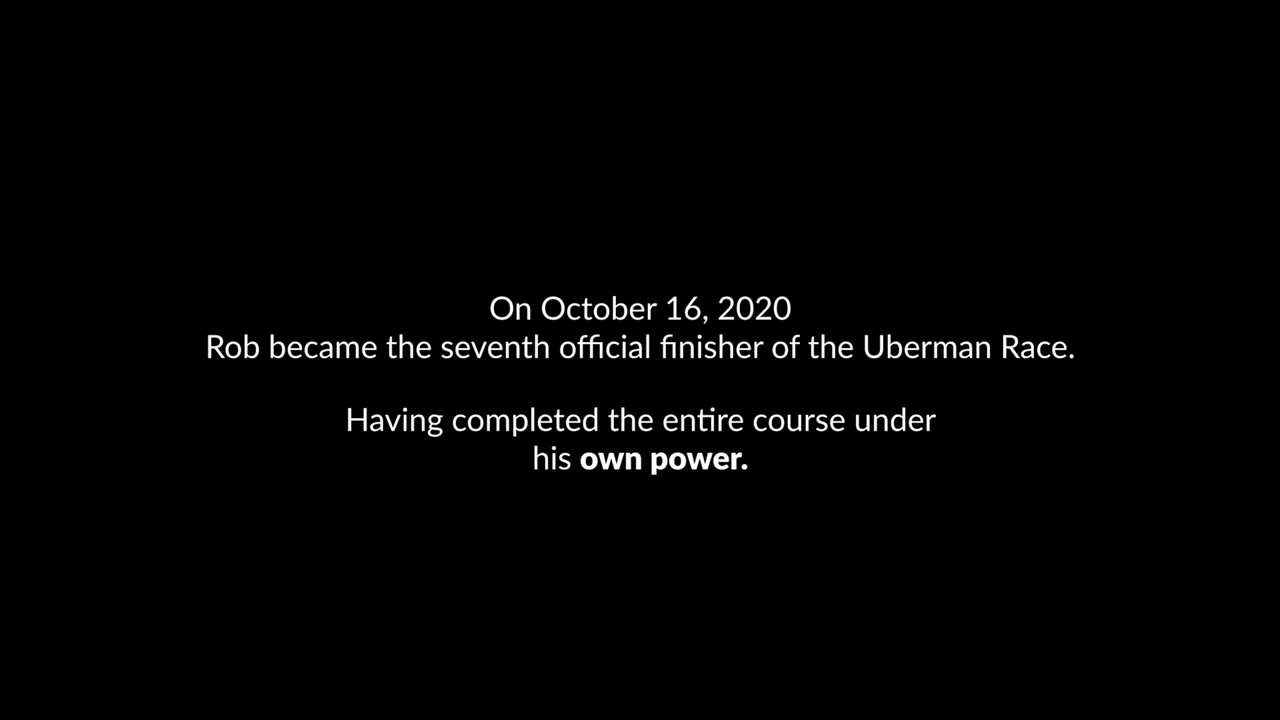 On October 16, 2020
Rob became the seventh official finisher of the Uberman Race.
Having completed the entire course under
his own power.